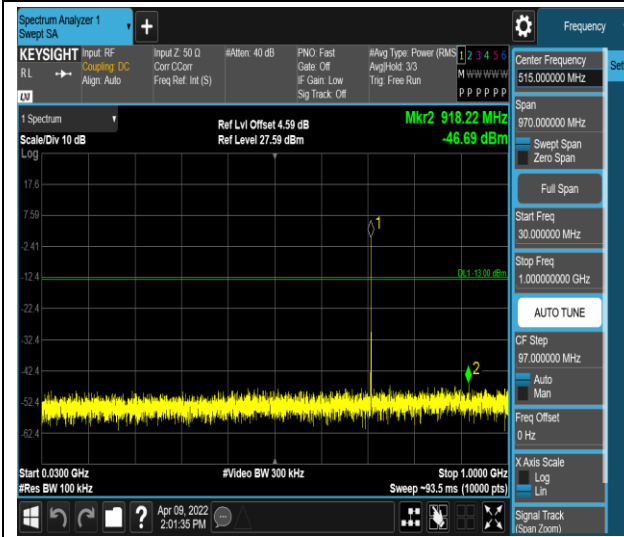 Spectrum Analyzer 1
Swept SA
Frequency
KEYSIGHT
RL
LXI
Input: RF
Coupling: DC
Align: Auto
Input Z: 50 Ω
Corr CCorr
Freq Ref: Int (S)
#Atten: 40 dB
PNO: Fast
Gate: Off
IF Gain: Low
Sig Track: Off
#Avg Type: Power (RMS
Avg|Hold: 3/3
Trig: Free Run
1 2 3 4 5 6
M W W W W W
P P P P P P
1 Spectrum
Scale/Div 10 dB
Ref Lvl Offset 4.59 dB
Ref Level 27.59 dBm
Mkr2 918.22 MHz
-46.69 dBm
Log
17.6
7.59
-2.41
-12.4
-22.4
-32.4
-42.4
-52.4
-62.4
1
DL1 -13.00 dBm
2
Start 0.0300 GHz
#Res BW 100 kHz
#Video BW 300 kHz
Stop 1.0000 GHz
Sweep ~93.5 ms (10000 pts)
Apr 09, 2022
2:01:35 PM
Center Frequency
515.000000 MHz
Set
Span
970.000000 MHz
Swept Span
Zero Span
Full Span
Start Freq
30.000000 MHz
Stop Freq
1.000000000 GHz
AUTO TUNE
CF Step
97.000000 MHz
Auto
Man
Freq Offset
0 Hz
X Axis Scale
Log
Lin
Signal Track
(Span Zoom)